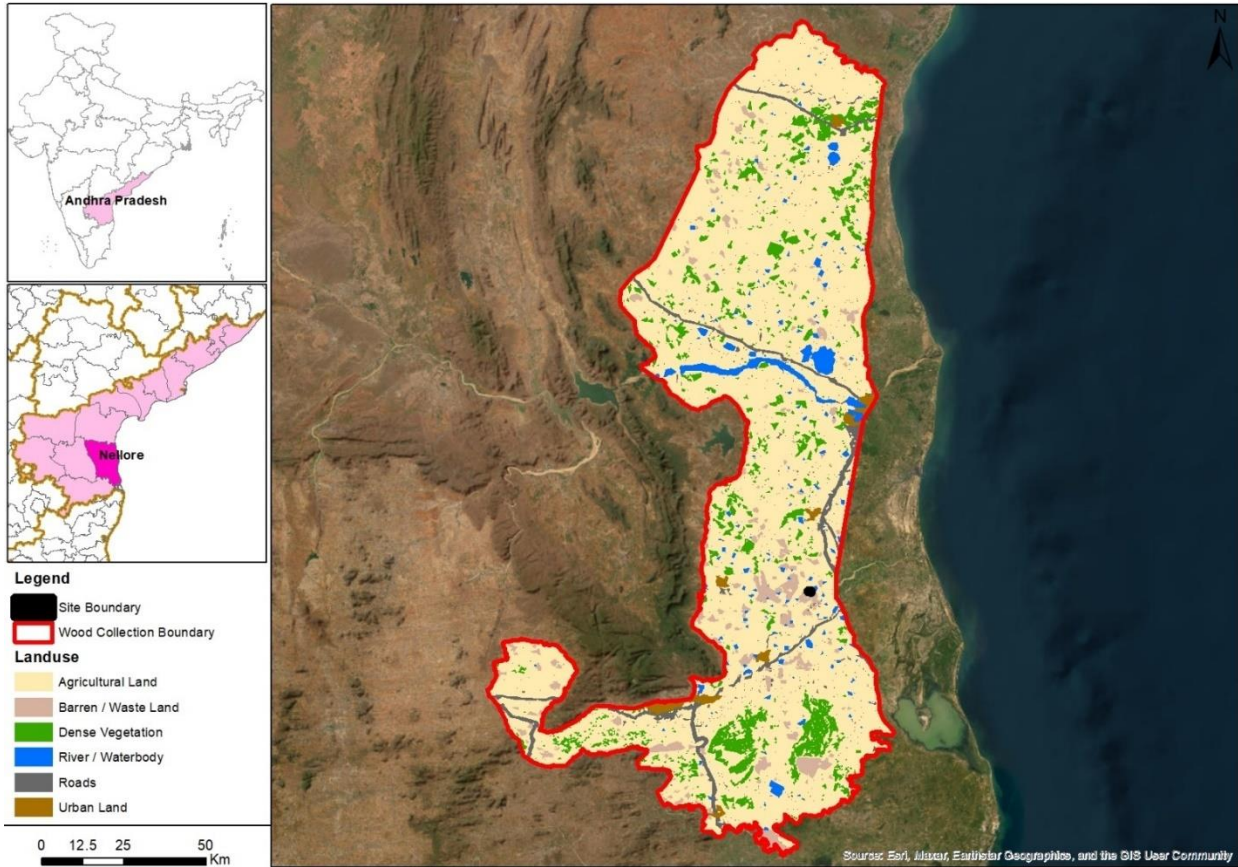 Andhra Pradesh
Nellore
Legend
Site Boundary
Wood Collection Boundary
Landuse
Agricultural Land
Barren / Waste Land
Dense Vegetation
River / Waterbody
Roads
Urban Land
0 12.5 25 50
Km
N
Source: Esri, Maxar, Earthstar Geographics, and the GIS User Community